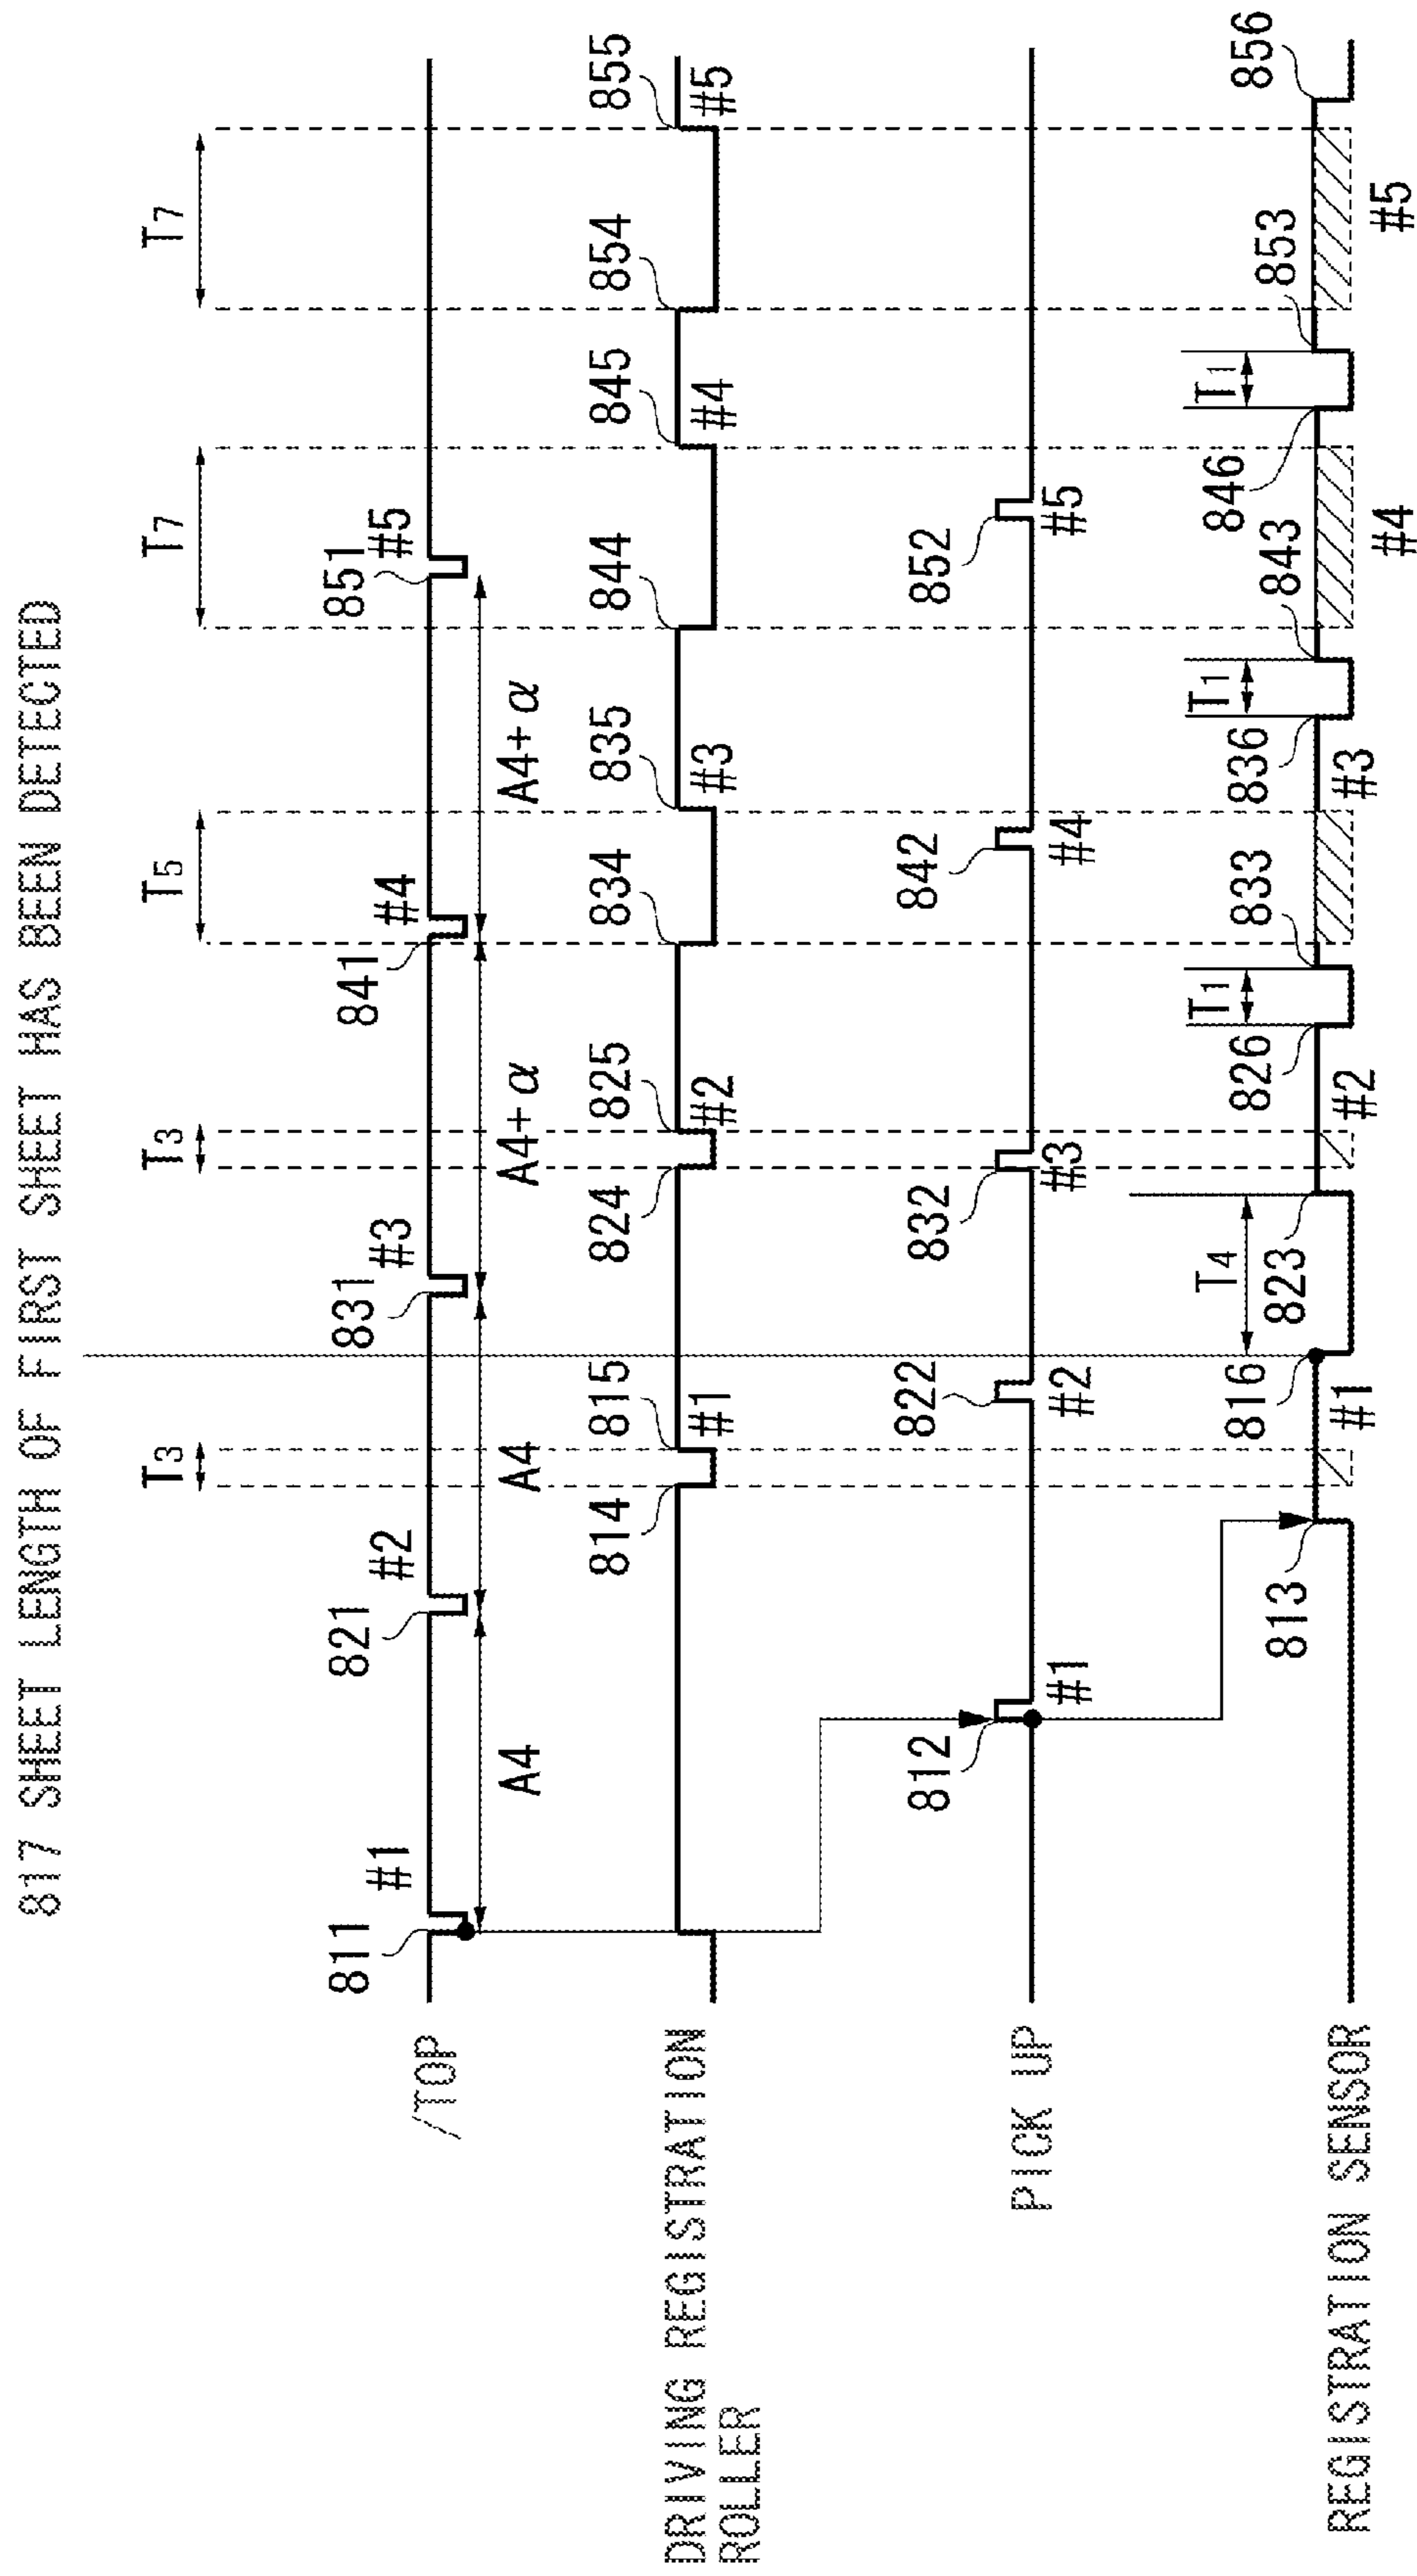 817 SHEET LENGTH OF FIRST SHEET HAS BEEN DETECTED
T3 T3 T5 T7 T7
/TOP
811 #1 821 #2 831 #3 841 #4 851 #5
A4 A4 A4+α A4+α
DRIVING REGISTRATION
ROLLER
814 815 824 825 834 835 844 845 854 855
#1 #2 #3 #4 #5
PICK UP
812 822 832 842 852
#1 #2 #3 #4 #5
T4 T1 T1 T1
REGISTRATION SENSOR
813 816 823 826 833 836 843 846 853 856
#1 #2 #3 #4 #5